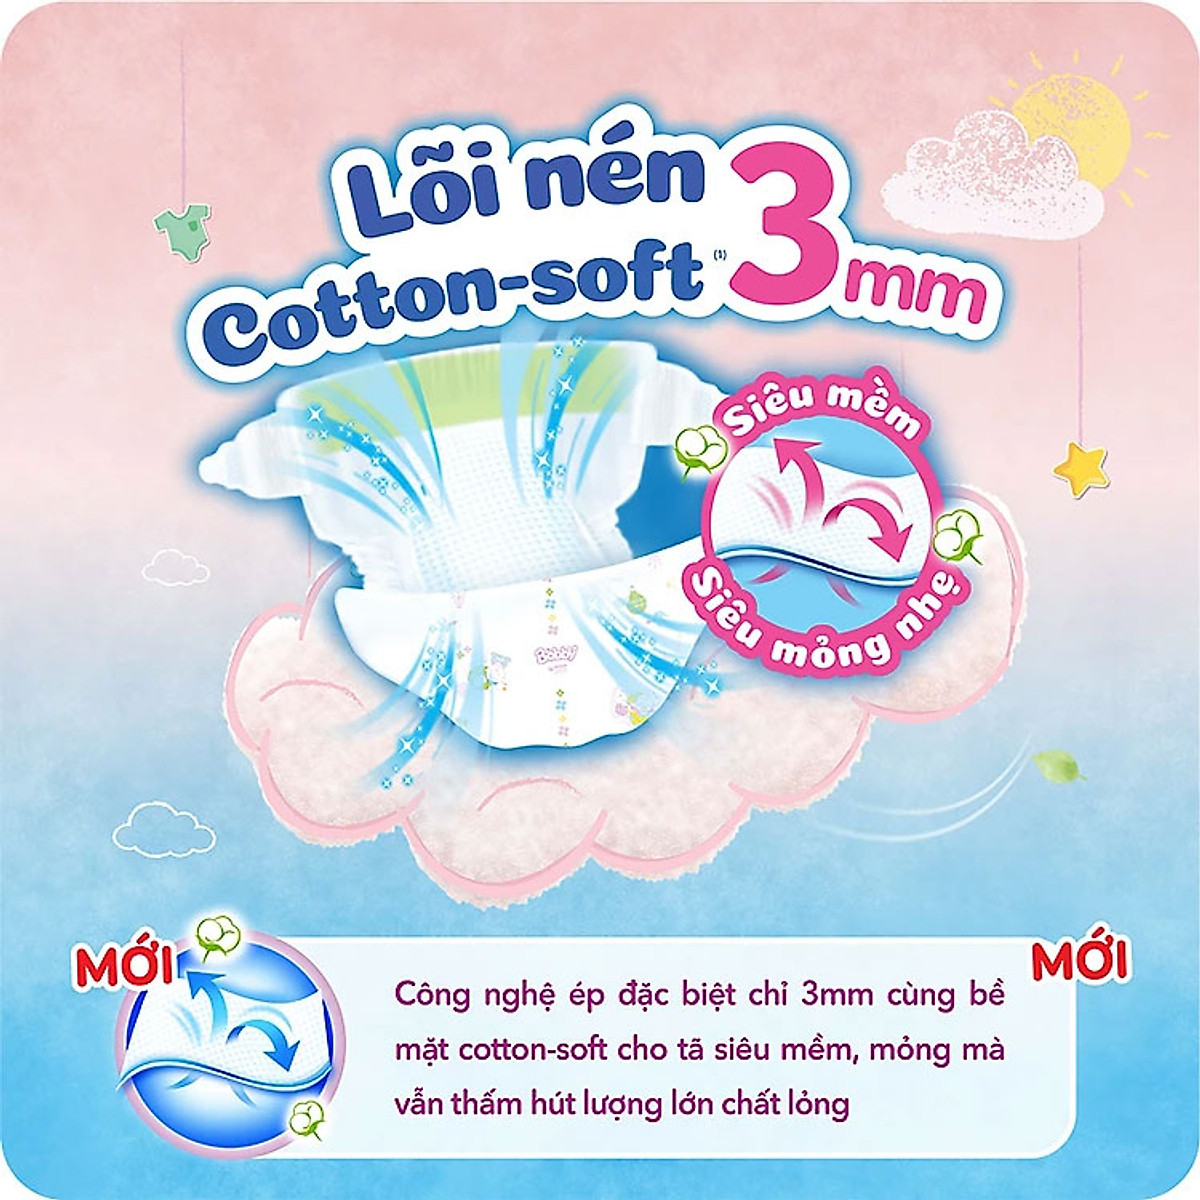 Lõi nén 3mm
Cotton-soft (1)
Siêu mềm
Siêu mỏng nhẹ
Bobby
MỚI
MỚI
Công nghệ ép đặc biệt chỉ 3mm cùng bề
mặt cotton-soft cho tã siêu mềm, mỏng mà
vẫn thấm hút lượng lớn chất lỏng